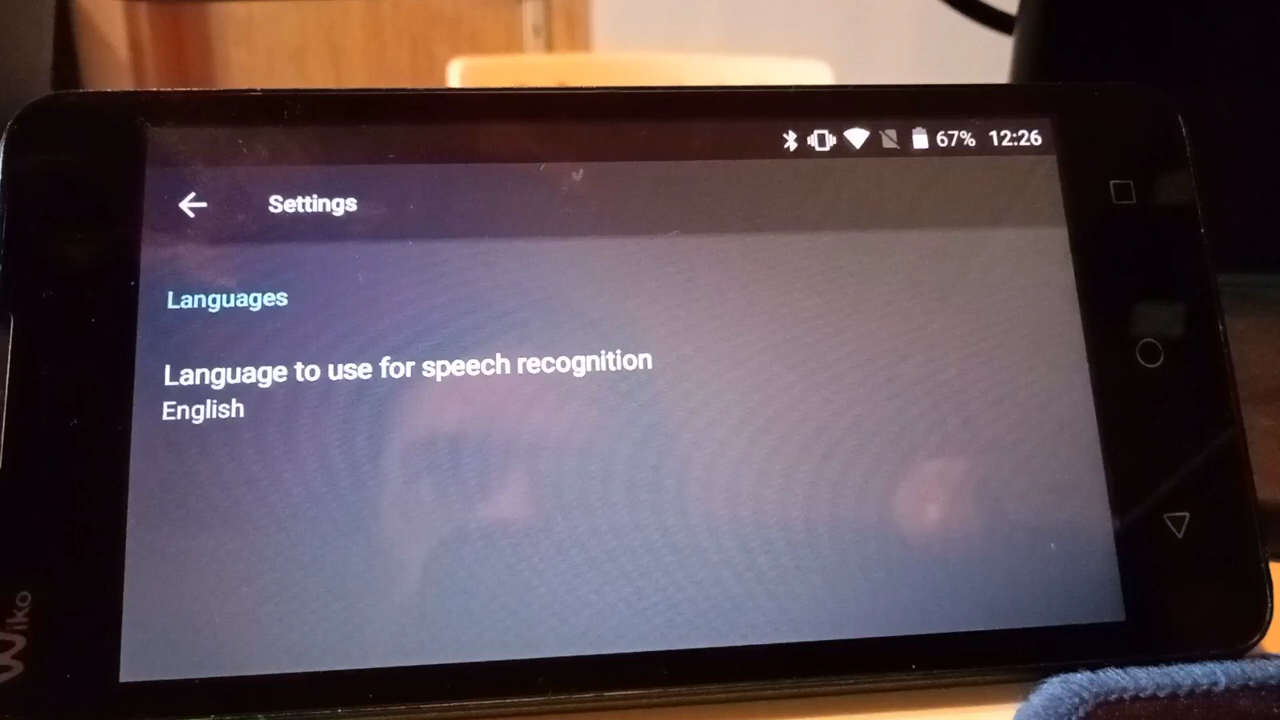 67% 12:26
Settings
Languages
Language to use for speech recognition
English
Wiko